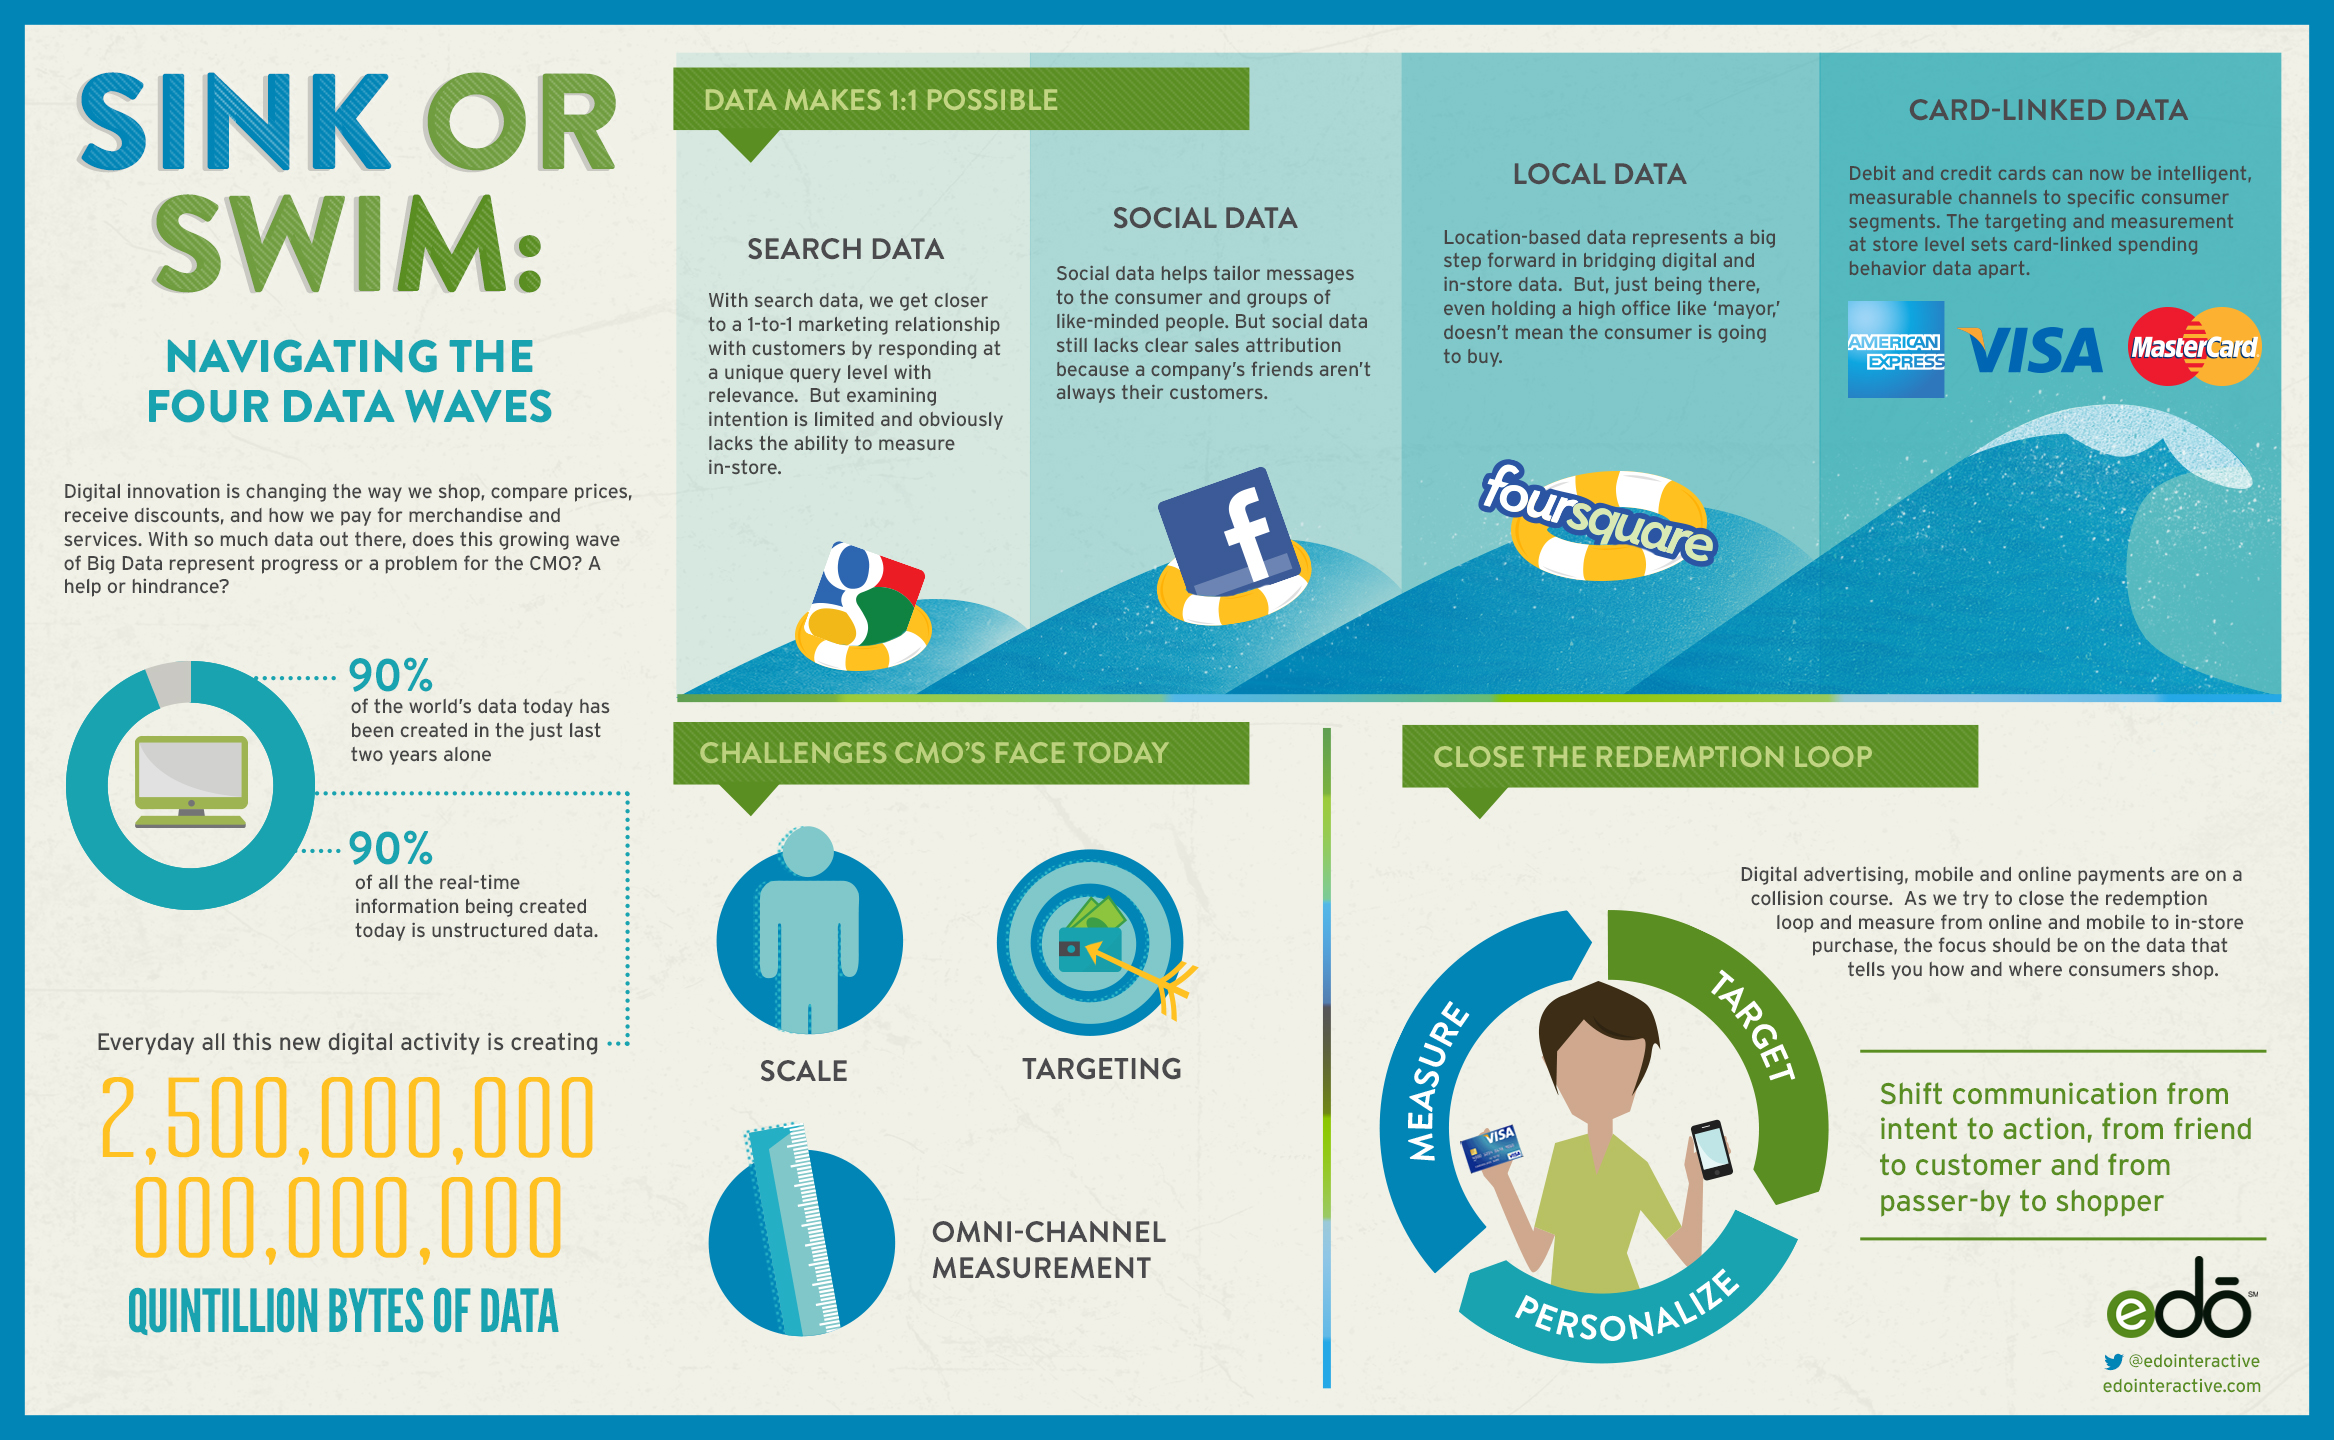 SINK OR
SWIM:
NAVIGATING THE
FOUR DATA WAVES
Digital innovation is changing the way we shop, compare prices,
receive discounts, and how we pay for merchandise and
services. With so much data out there, does this growing wave
of Big Data represent progress or a problem for the CMO? A
help or hindrance?
90%
of the world's data today has
been created in the just last
two years alone
90%
of all the real-time
information being created
today is unstructured data.
Everyday all this new digital activity is creating
2,500,000,000
000,000,000
QUINTILLION BYTES OF DATA
DATA MAKES 1:1 POSSIBLE
SEARCH DATA
With search data, we get closer
to a 1-to-1 marketing relationship
with customers by responding at
a unique query level with
relevance. But examining
intention is limited and obviously
lacks the ability to measure
in-store.
SOCIAL DATA
Social data helps tailor messages
to the consumer and groups of
like-minded people. But social data
still lacks clear sales attribution
because a company's friends aren't
always their customers.
f
LOCAL DATA
Location-based data represents a big
step forward in bridging digital and
in-store data. But, just being there,
even holding a high office like 'mayor,'
doesn't mean the consumer is going
to buy.
foursquare
CARD-LINKED DATA
Debit and credit cards can now be intelligent,
measurable channels to specific consumer
segments. The targeting and measurement
at store level sets card-linked spending
behavior data apart.
AMERICAN
EXPRESS
VISA
MasterCard
CHALLENGES CMO'S FACE TODAY
SCALE
TARGETING
OMNI-CHANNEL
MEASUREMENT
CLOSE THE REDEMPTION LOOP
Digital advertising, mobile and online payments are on a
collision course. As we try to close the redemption
loop and measure from online and mobile to in-store
purchase, the focus should be on the data that
tells you how and where consumers shop.
MEASURE
TARGET
PERSONALIZE
VISA
VISA
Shift communication from
intent to action, from friend
to customer and from
passer-by to shopper
edo
SM
@edointeractive
edointeractive.com